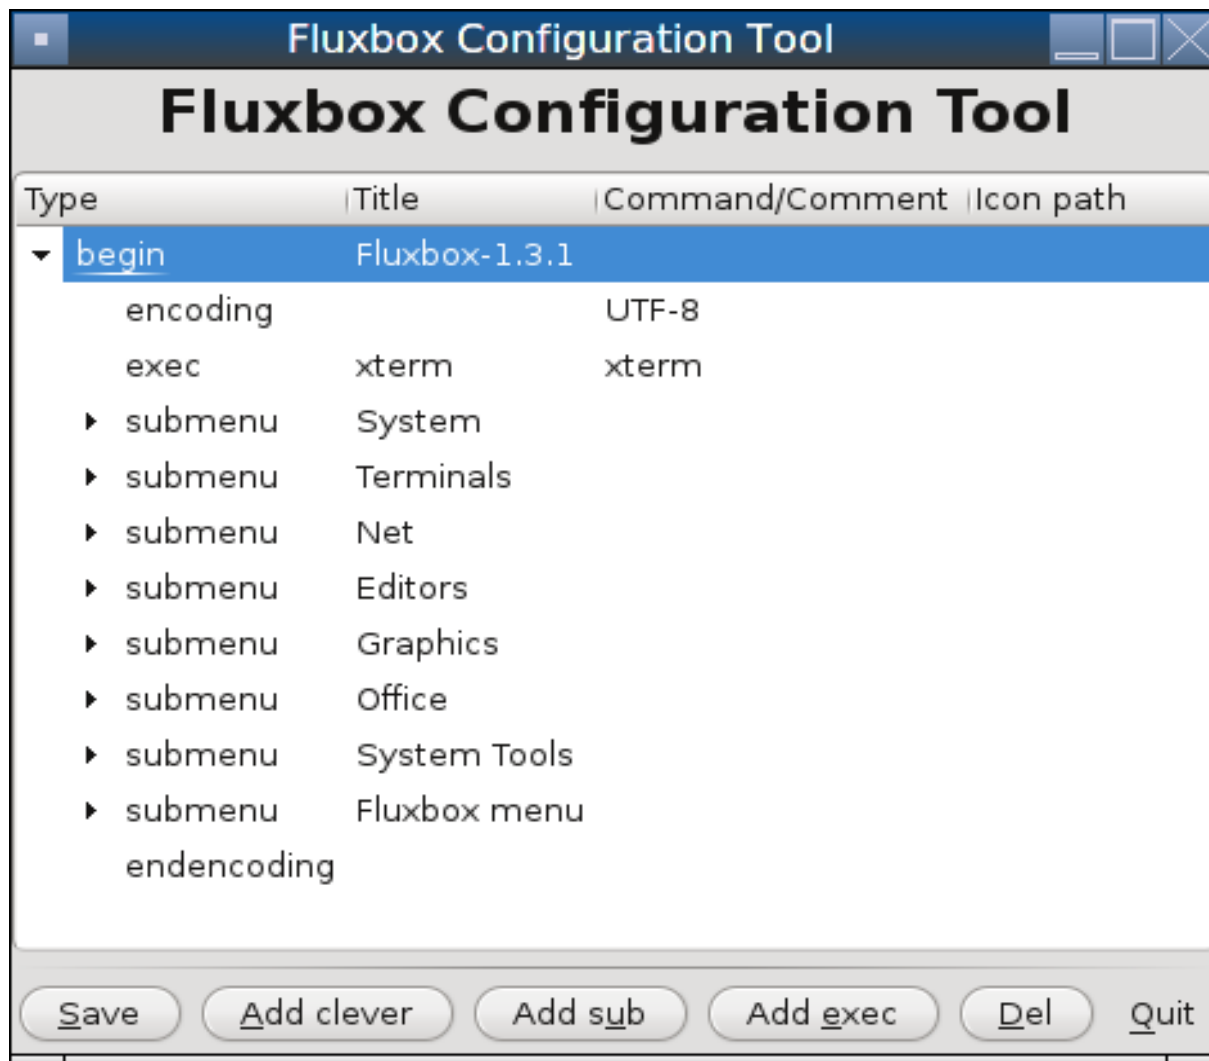 Fluxbox Configuration Tool
Fluxbox Configuration Tool
Type Title Command/Comment Icon path
begin Fluxbox-1.3.1
encoding UTF-8
exec xterm xterm
submenu System
submenu Terminals
submenu Net
submenu Editors
submenu Graphics
submenu Office
submenu System Tools
submenu Fluxbox menu
endencoding
Save Add clever Add sub Add exec Del Quit